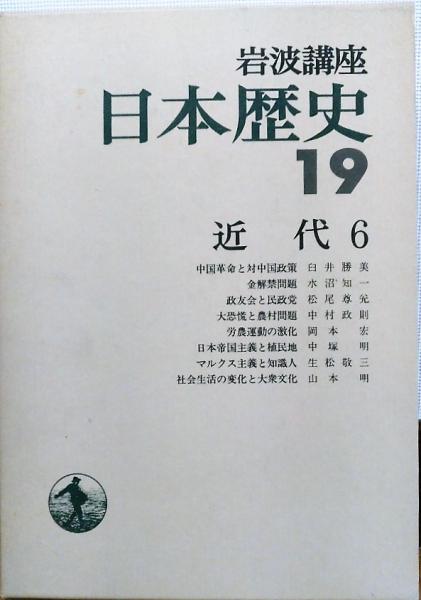 岩波講座
日本歴史
19
近代 6
中国革命と対中国政策 臼井勝美
金解禁問題 水沼知一
政友会と民政党 松尾尊兊
大恐慌と農村問題 中村政則
労農運動の激化 岡本宏
日本帝国主義と植民地 中塚明
マルクス主義と知識人 生松敬三
社会生活の変化と大衆文化 山本明